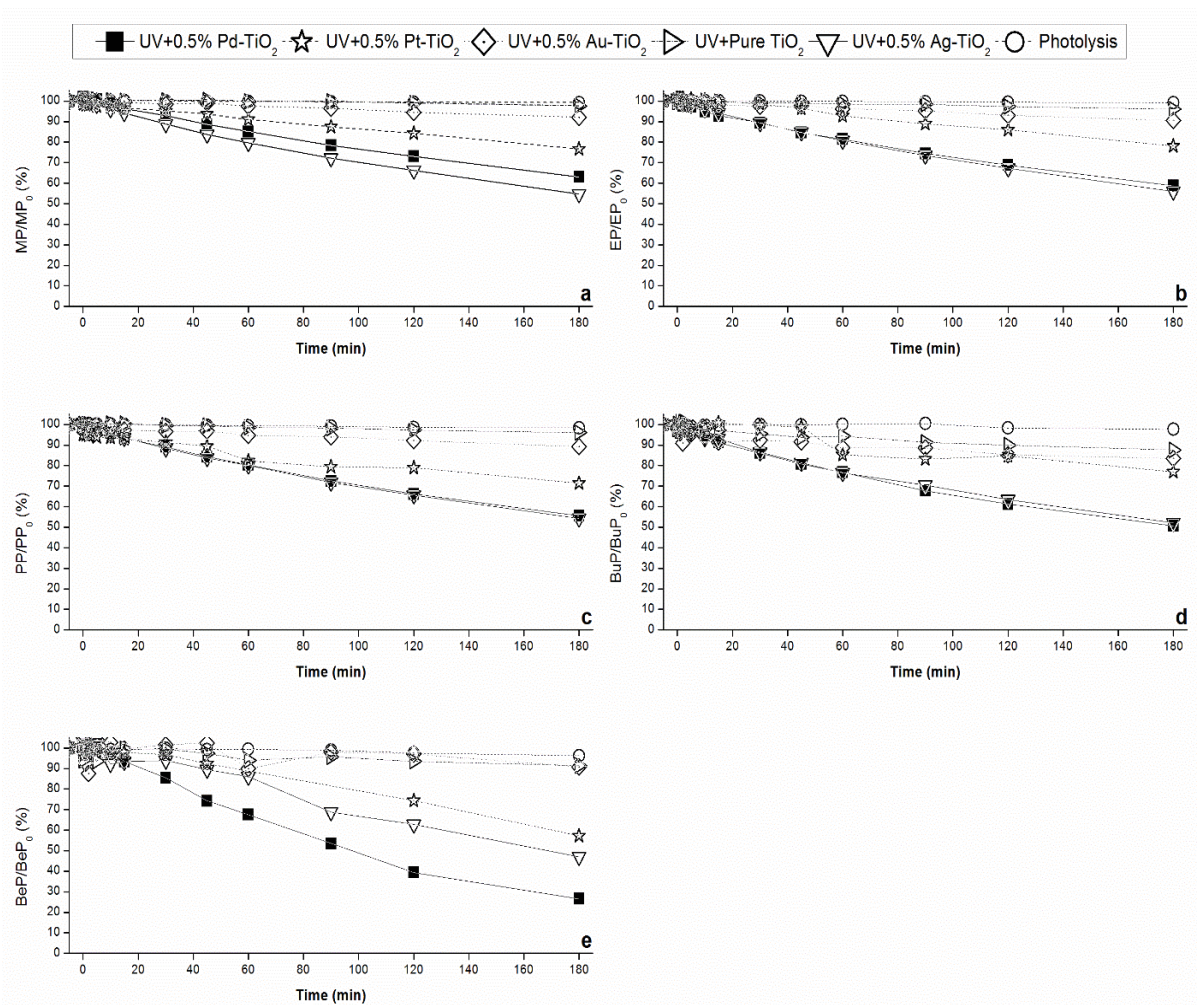 UV+0.5% Pd-TiO2 UV+0.5% Pt-TiO2 UV+0.5% Au-TiO2 UV+Pure TiO2 UV+0.5% Ag-TiO2 Photolysis
MP/MP0 (%)
100
90
80
70
60
50
40
30
20
10
0
a
0 20 40 60 80 100 120 140 160 180
Time (min)
EP/EP0 (%)
100
90
80
70
60
50
40
30
20
10
0
b
0 20 40 60 80 100 120 140 160 180
Time (min)
PP/PP0 (%)
100
90
80
70
60
50
40
30
20
10
0
c
0 20 40 60 80 100 120 140 160 180
Time (min)
BuP/BuP0 (%)
100
90
80
70
60
50
40
30
20
10
0
d
0 20 40 60 80 100 120 140 160 180
Time (min)
BeP/BeP0 (%)
100
90
80
70
60
50
40
30
20
10
0
e
0 20 40 60 80 100 120 140 160 180
Time (min)